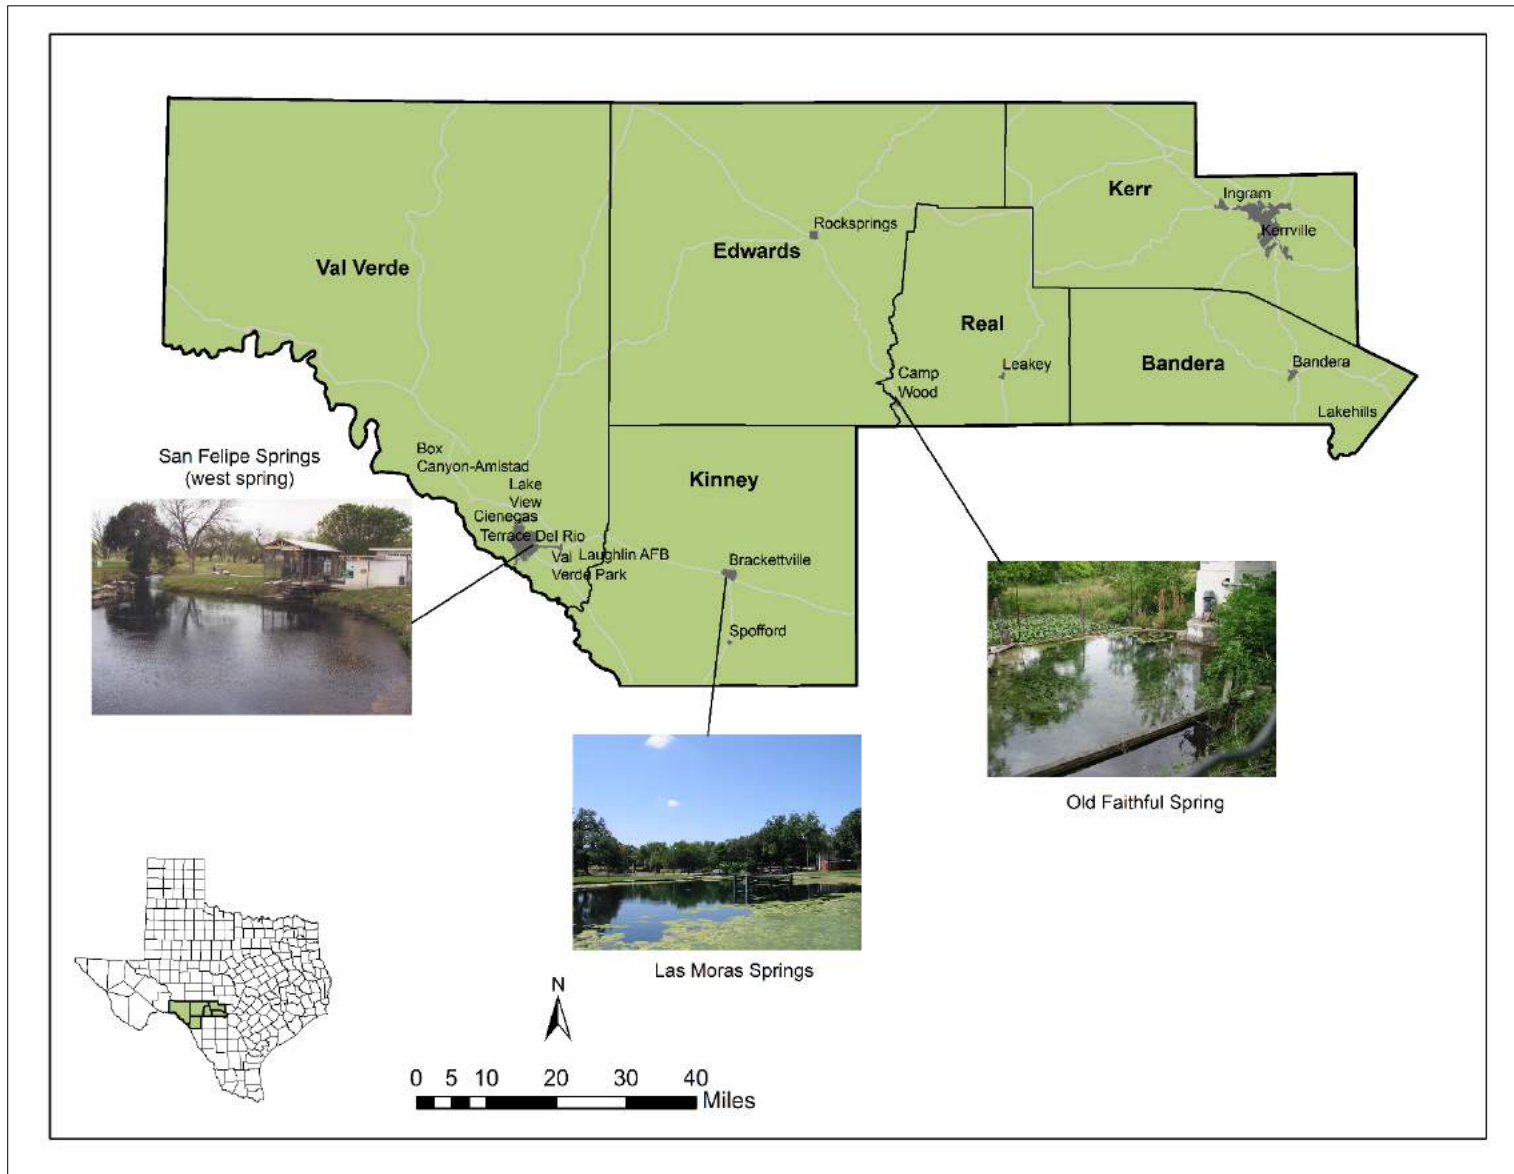 Kerr
Ingram
Rocksprings
Kerrville
Edwards
Val Verde
Real
Leakey
Bandera
Bandera
Camp
Wood
Lakehills
Box
Canyon-Amistad
San Felipe Springs
(west spring)
Kinney
Lake
View
Cienegas
Terrace
Del Rio
Laughlin AFB
Val
Verde Park
Brackettville
Spofford
Old Faithful Spring
Las Moras Springs
N
0 5 10 20 30 40
Miles